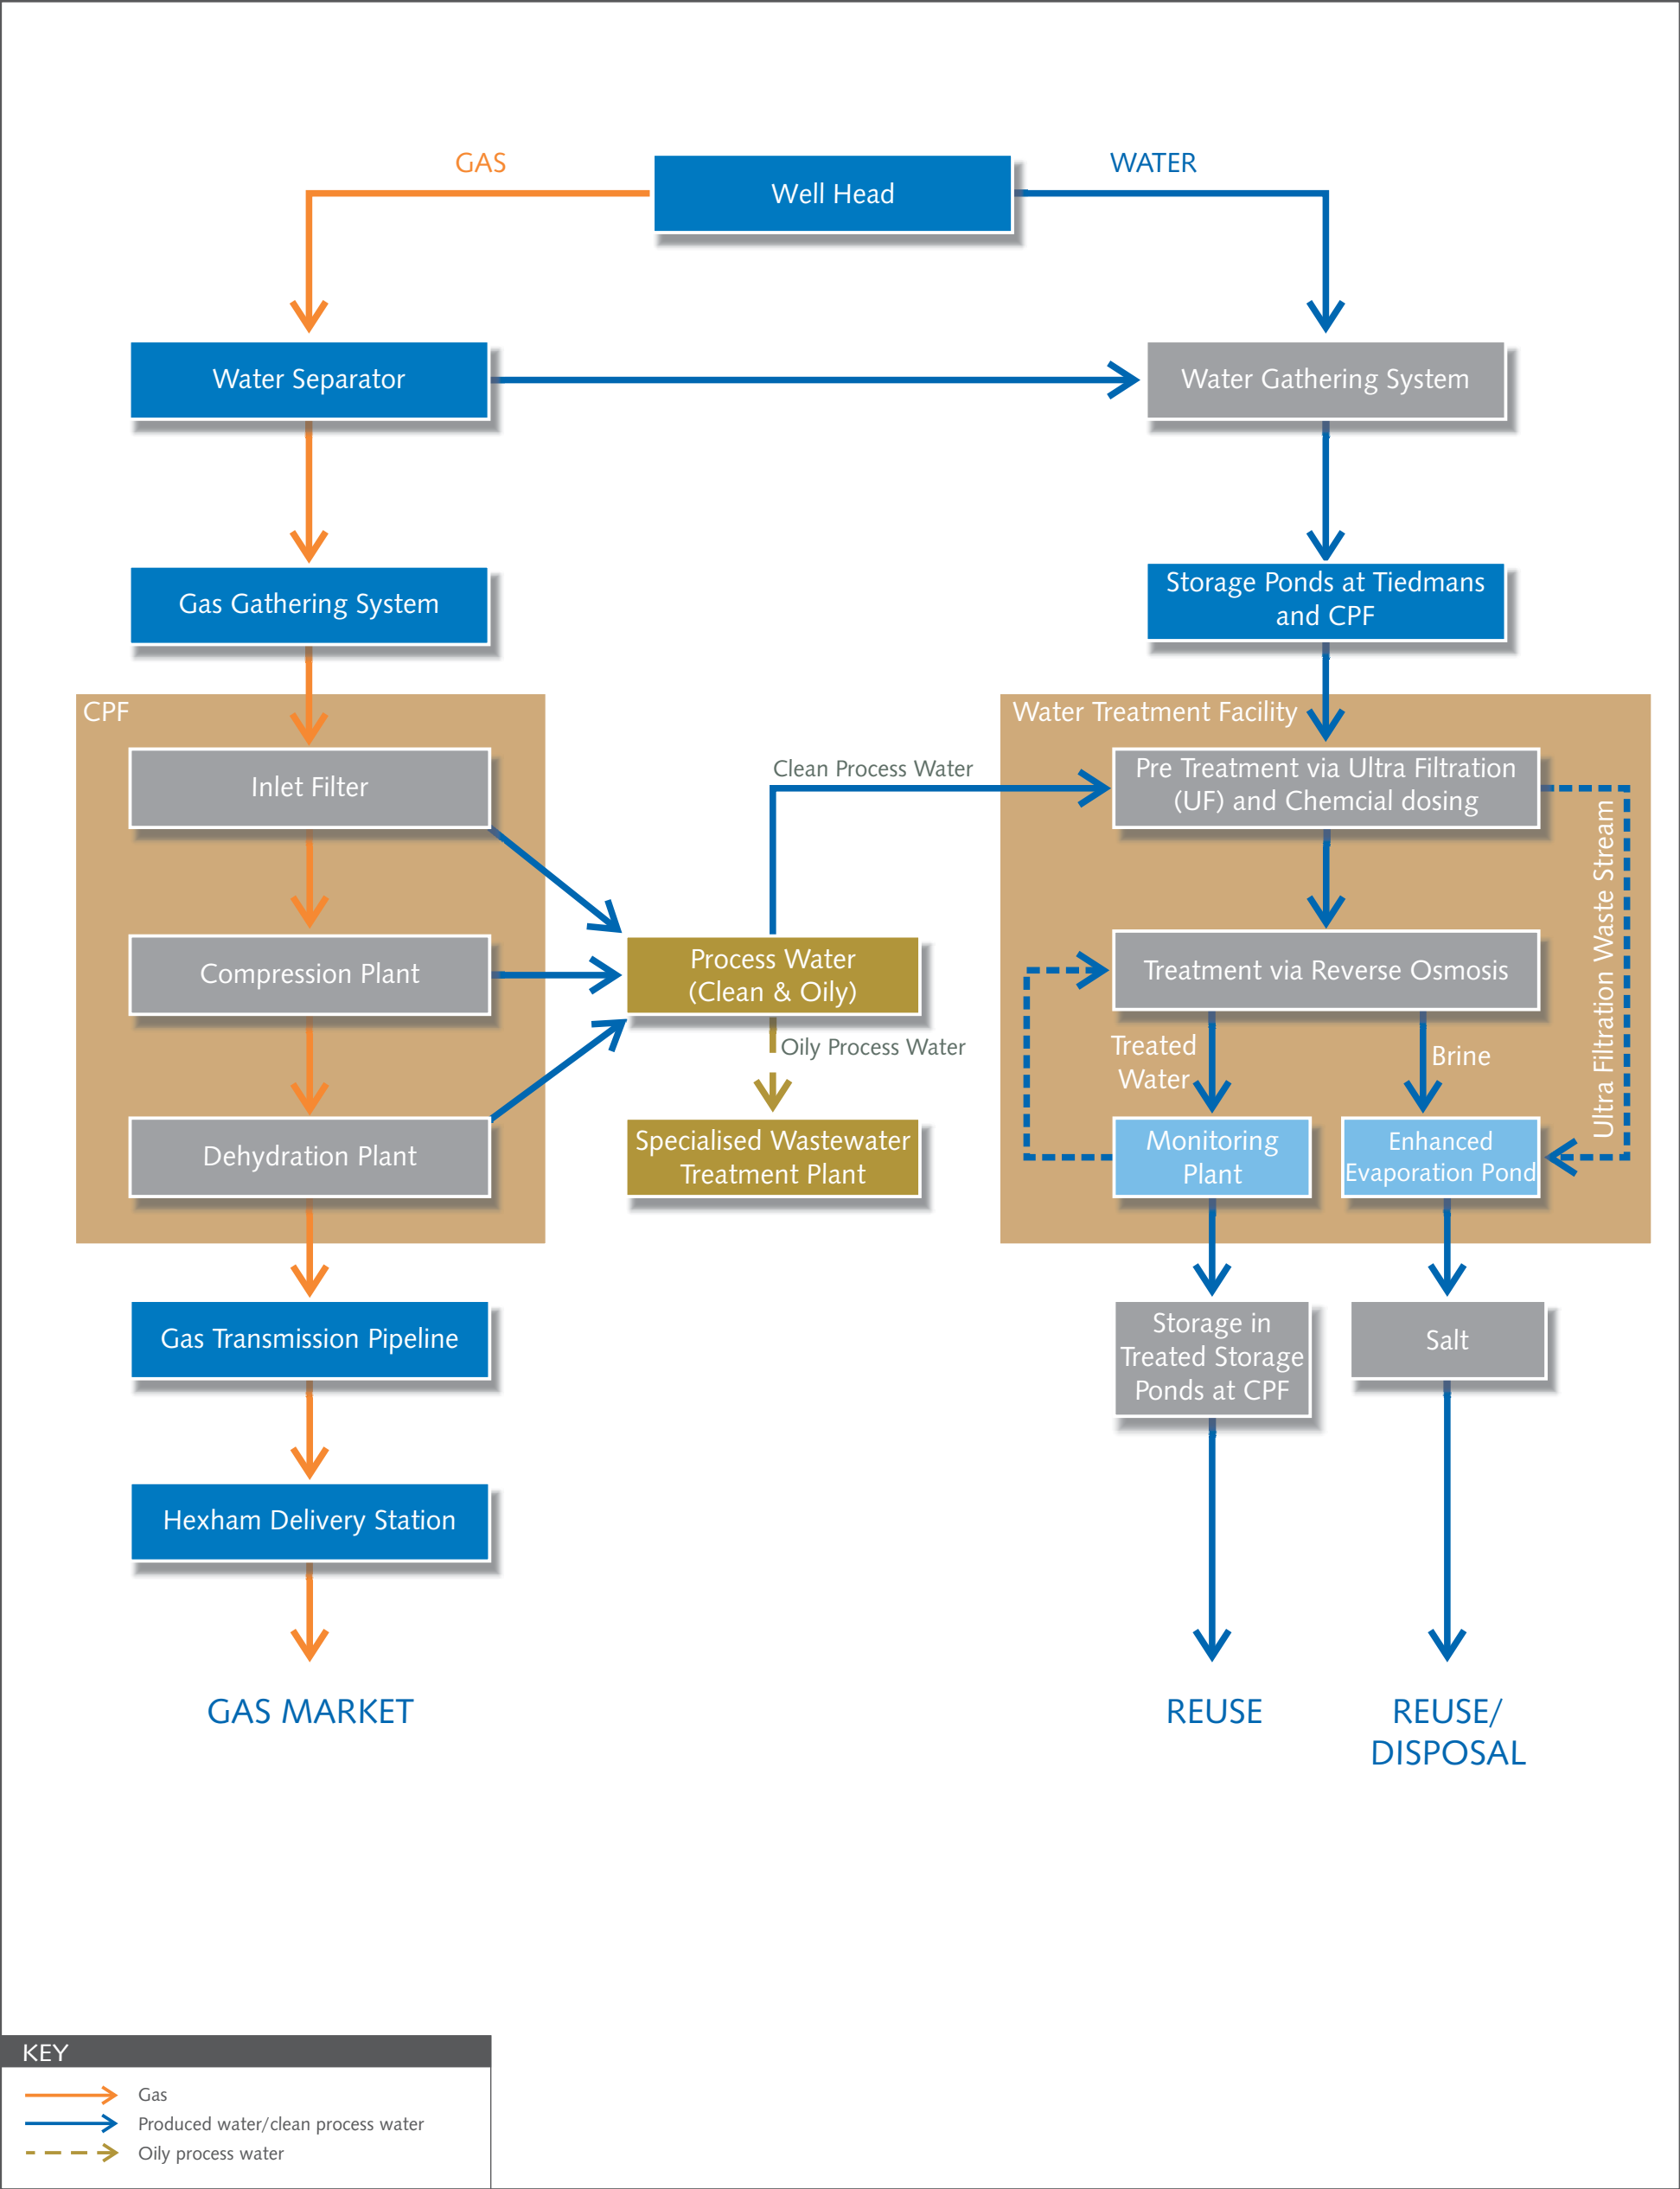 GAS
WATER
Well Head
Water Separator
Water Gathering System
Gas Gathering System
Storage Ponds at Tiedmans
and CPF
CPF
Water Treatment Facility
Inlet Filter
Clean Process Water
Pre Treatment via Ultra Filtration
(UF) and Chemcial dosing
Ultra Filtration Waste Stream
Compression Plant
Process Water
(Clean & Oily)
Treatment via Reverse Osmosis
Oily Process Water
Treated
Water
Brine
Dehydration Plant
Specialised Wastewater
Treatment Plant
Monitoring
Plant
Enhanced
Evaporation Pond
Gas Transmission Pipeline
Storage in
Treated Storage
Ponds at CPF
Salt
Hexham Delivery Station
GAS MARKET
REUSE
REUSE/
DISPOSAL
KEY
Gas
Produced water/clean process water
Oily process water